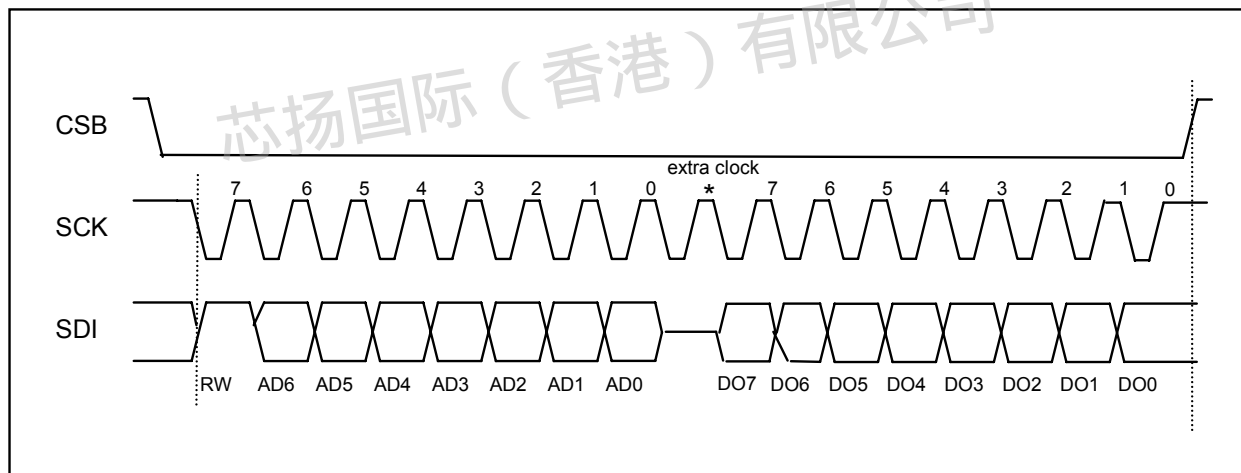 芯扬国际（香港）有限公司
CSB
extra clock
7 6 5 4 3 2 1 0 * 7 6 5 4 3 2 1 0
SCK
SDI
RW AD6 AD5 AD4 AD3 AD2 AD1 AD0 DO7 DO6 DO5 DO4 DO3 DO2 DO1 DO0